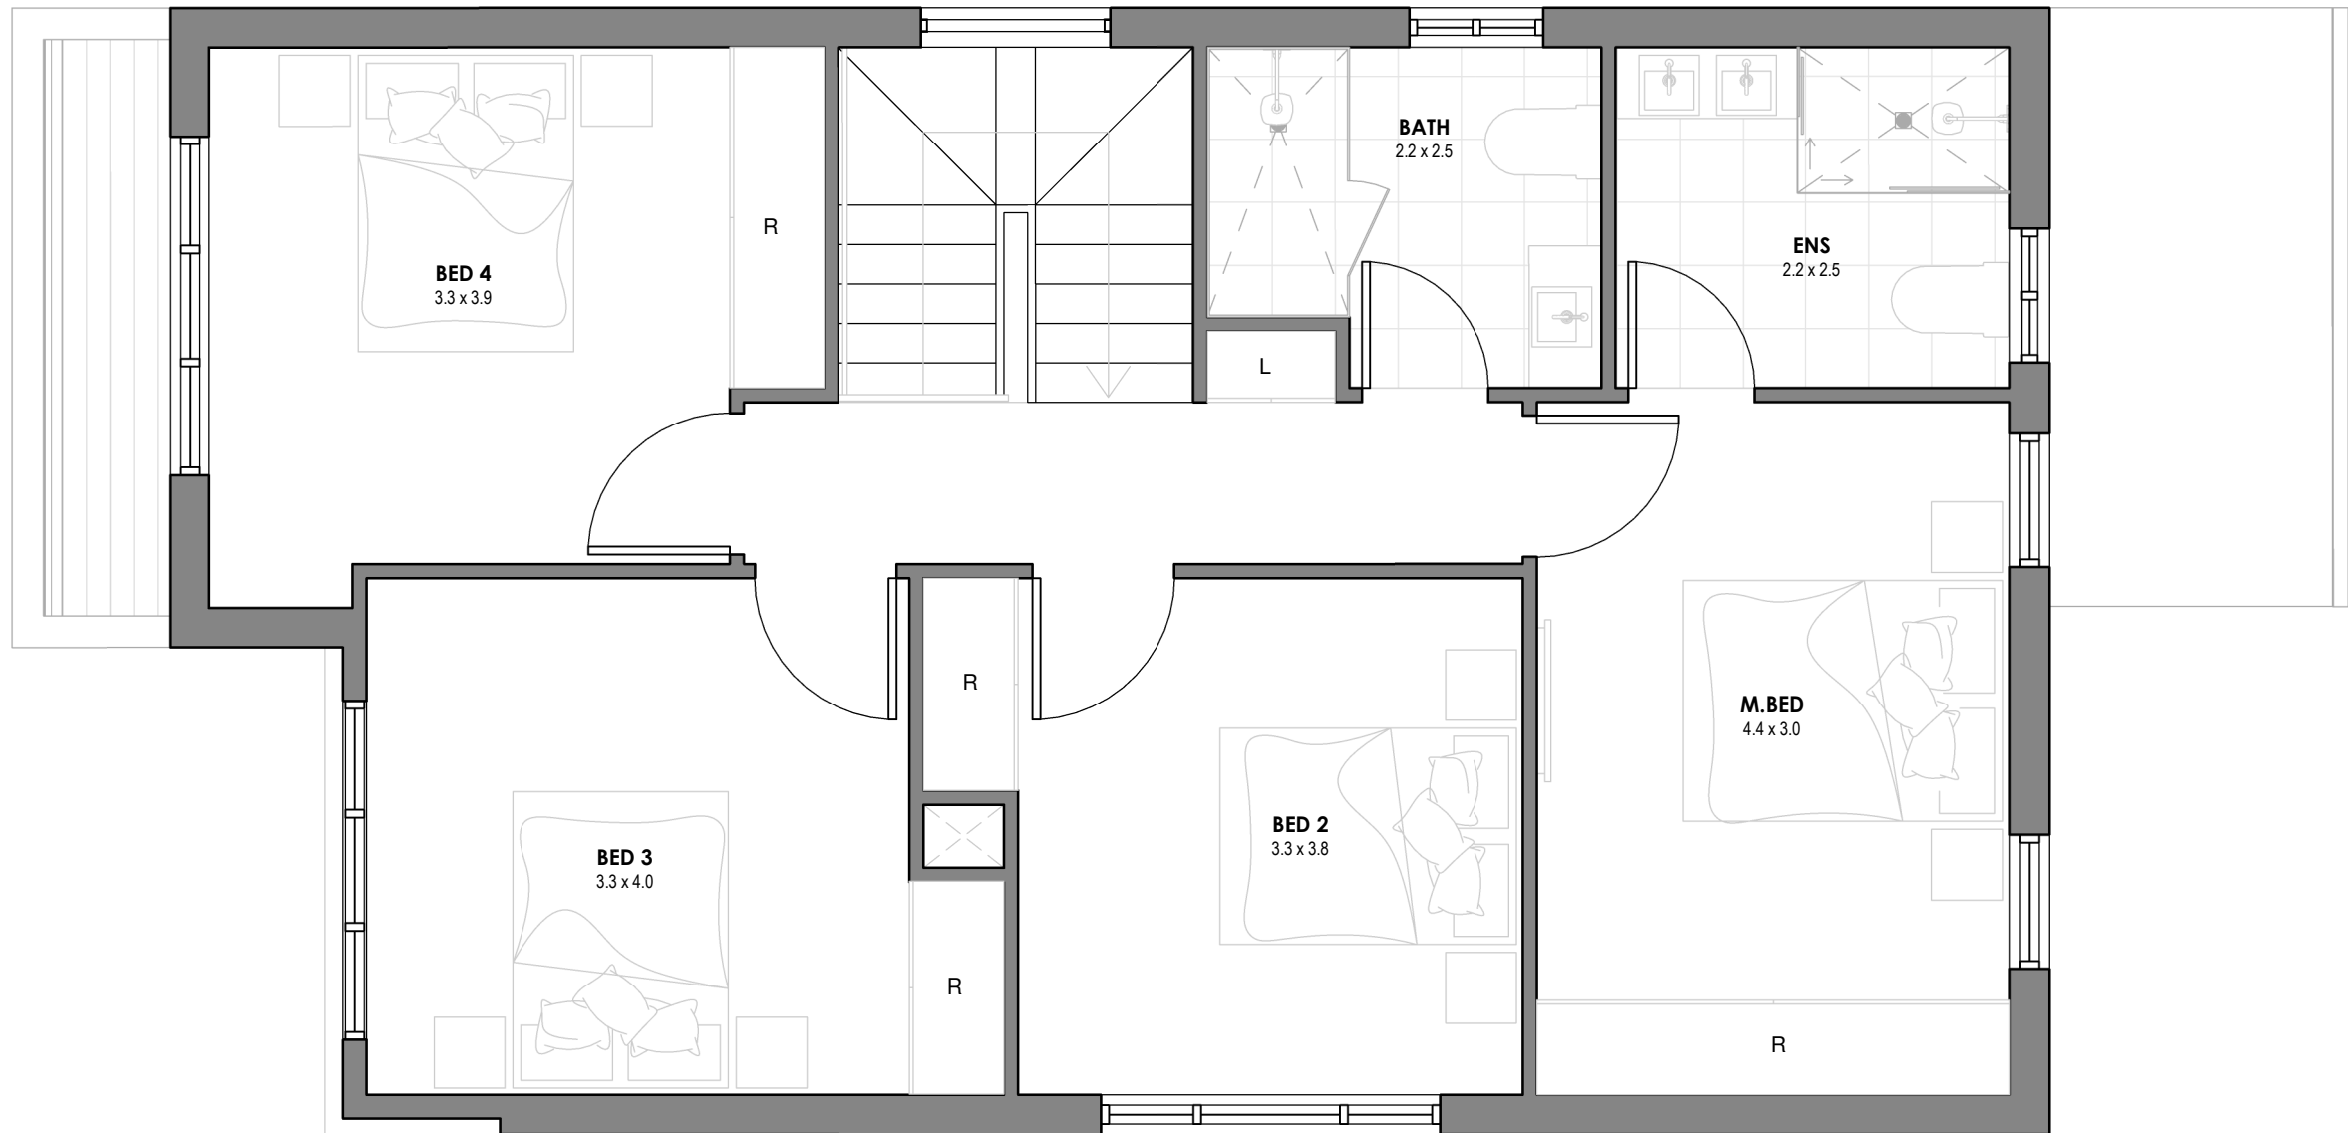 BATH
2.2 x 2.5
R
ENS
2.2 x 2.5
BED 4
3.3 x 3.9
L
R
M.BED
4.4 x 3.0
BED 2
3.3 x 3.8
BED 3
3.3 x 4.0
R
R